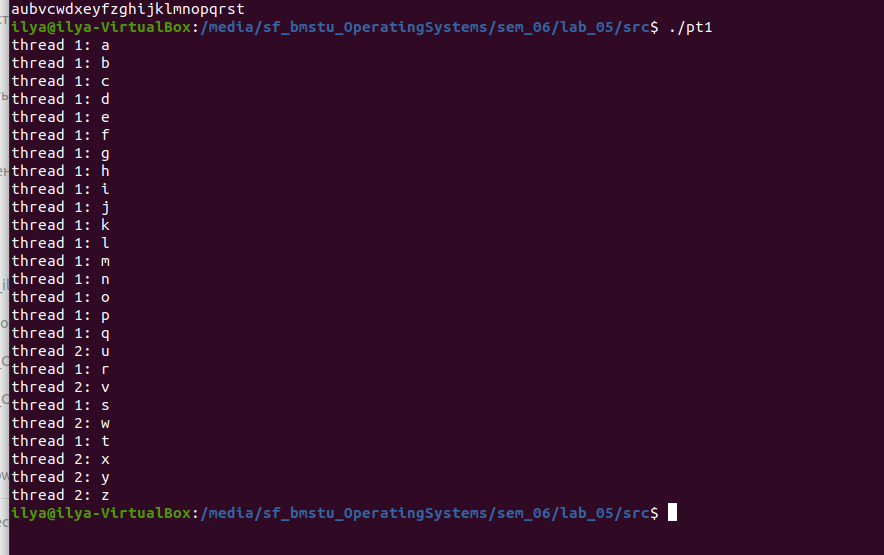 aubvcwdxeyfzghijklmnopqrst
ilya@ilya-VirtualBox:/media/sf_bmstu_OperatingSystems/sem_06/lab_05/src$ ./pt1
thread 1: a
thread 1: b
thread 1: c
thread 1: d
thread 1: e
thread 1: f
thread 1: g
thread 1: h
thread 1: i
thread 1: j
thread 1: k
thread 1: l
thread 1: m
thread 1: n
thread 1: o
thread 1: p
thread 1: q
thread 2: u
thread 1: r
thread 2: v
thread 1: s
thread 2: w
thread 1: t
thread 2: x
thread 2: y
thread 2: z
ilya@ilya-VirtualBox:/media/sf_bmstu_OperatingSystems/sem_06/lab_05/src$